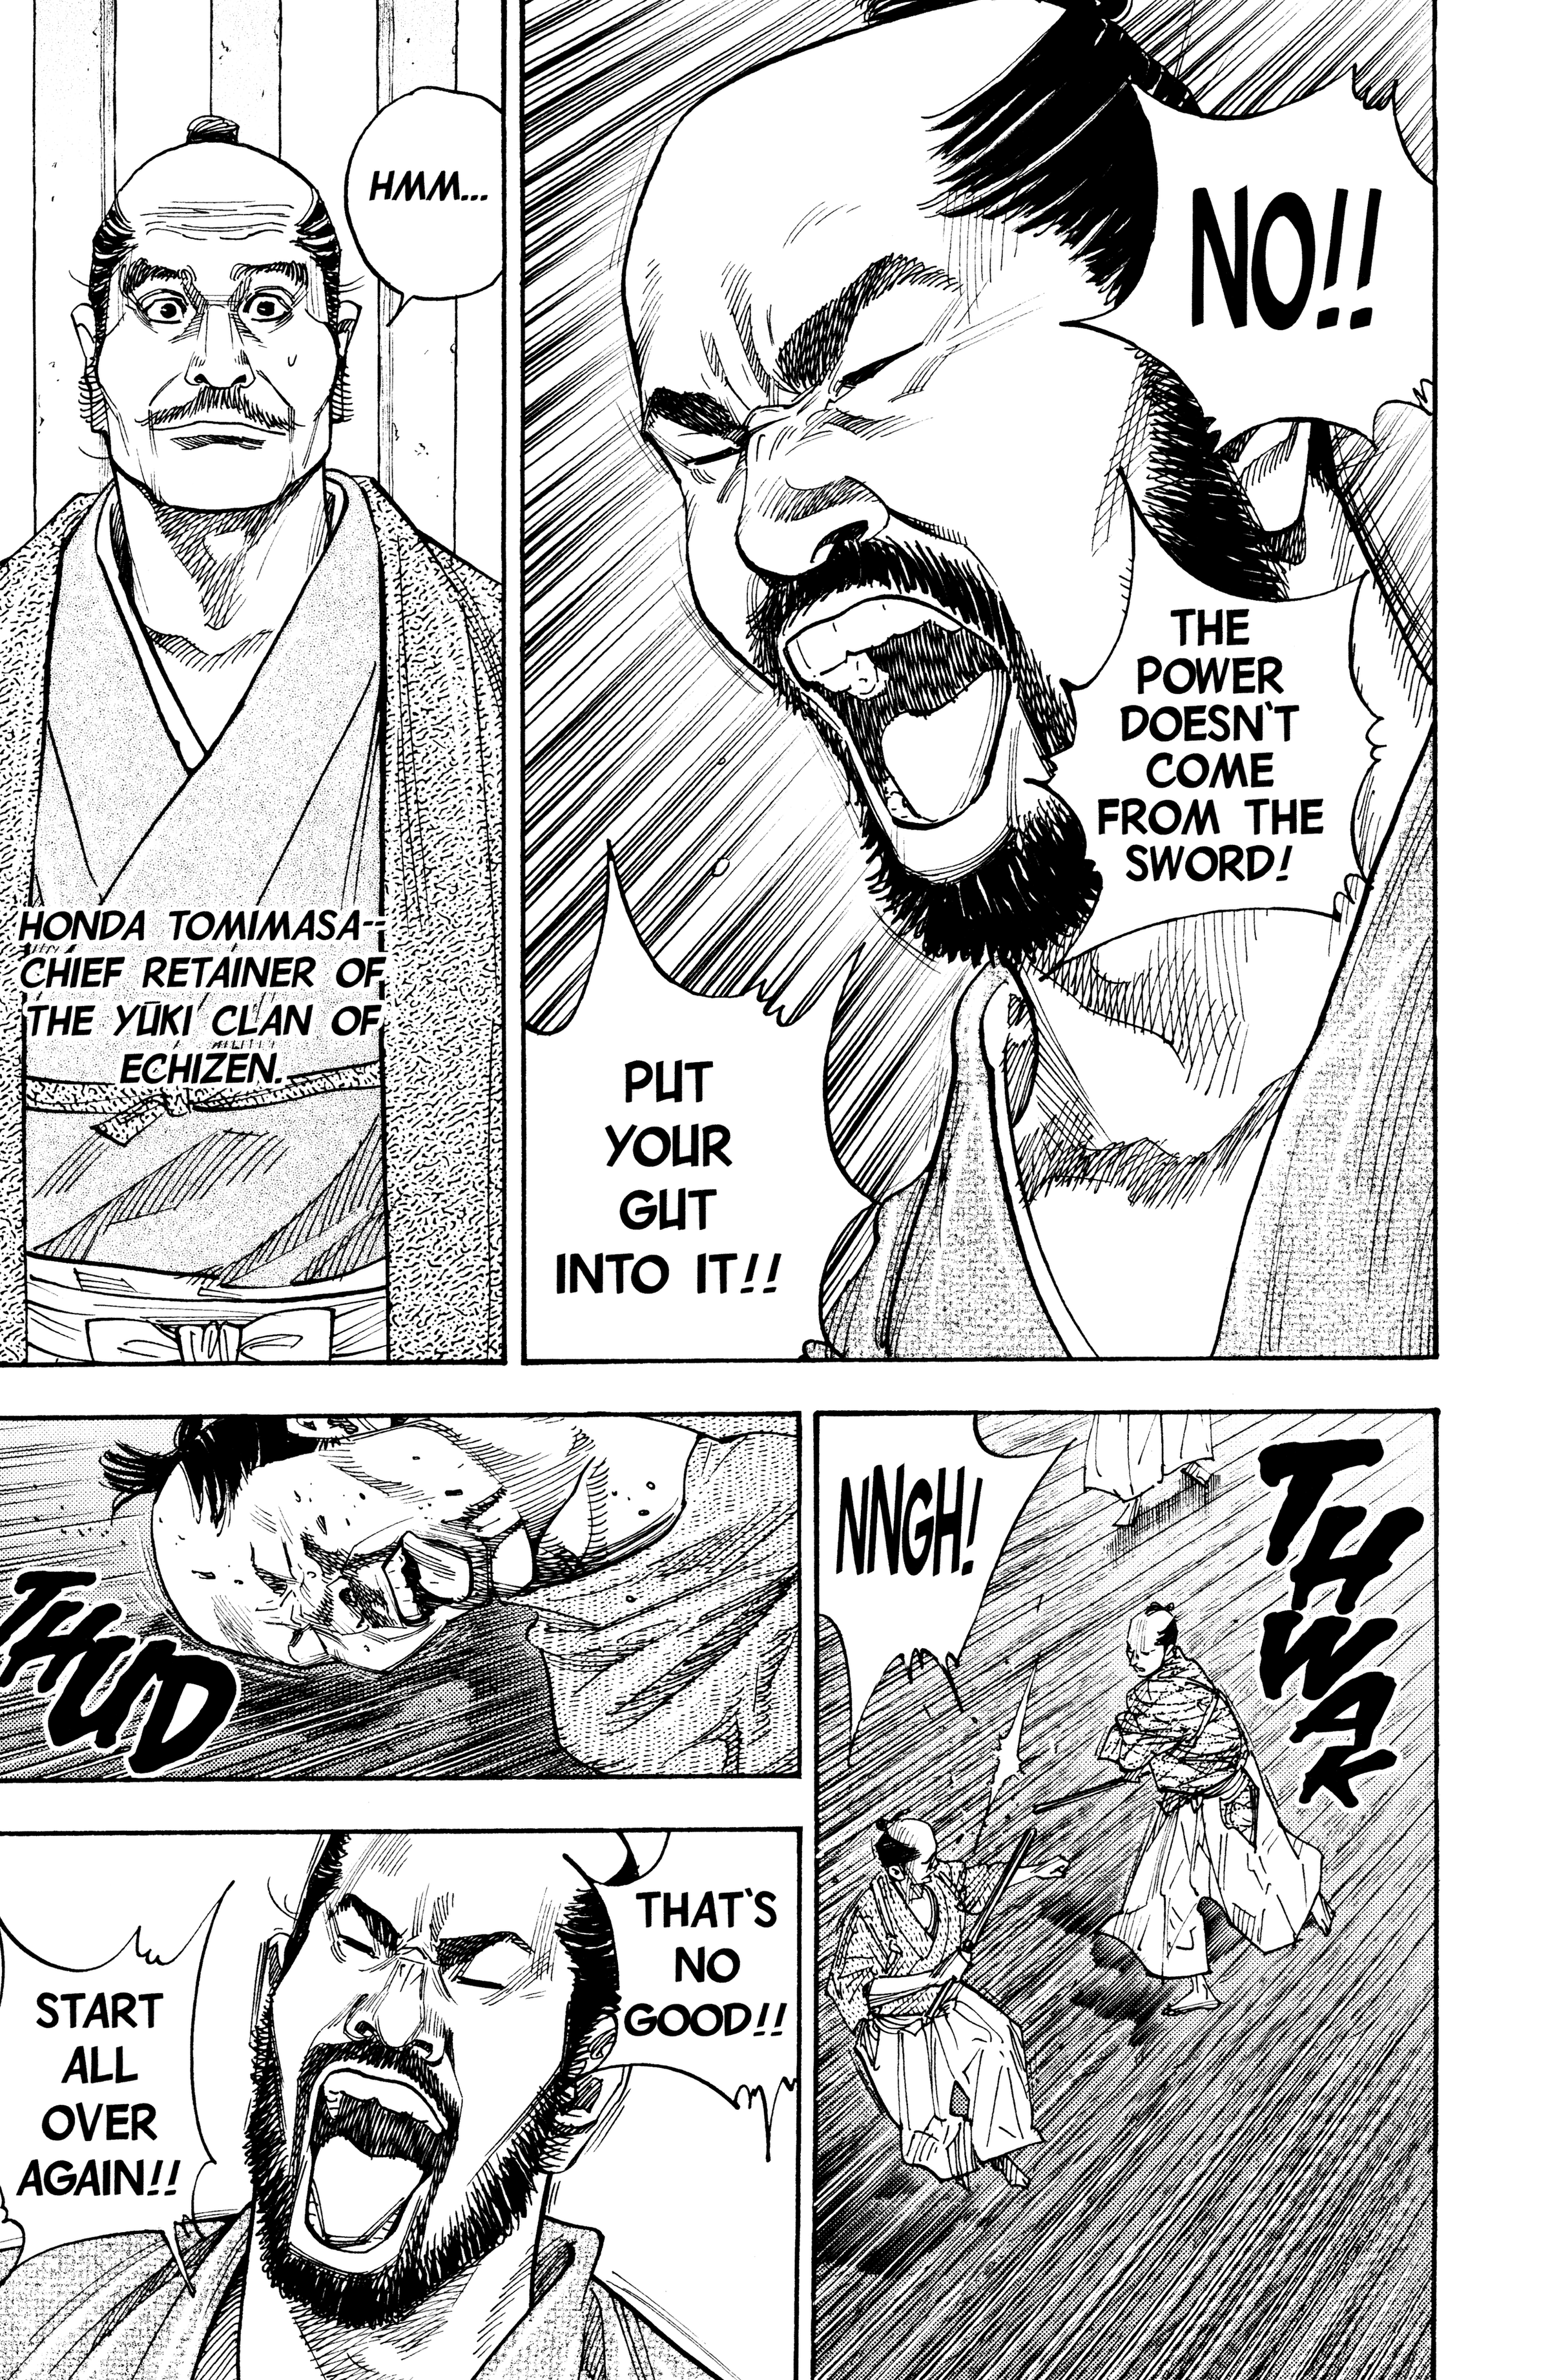 NO!!
THE
POWER
DOESN'T
COME
FROM THE
SWORD!
PUT
YOUR
GUT
INTO IT!!
HMM...
HONDA TOMIMASA--
CHIEF RETAINER OF
THE YŪKI CLAN OF
ECHIZEN.
THWAK
NNGH!
THUD
THAT'S
NO
GOOD!!
START
ALL
OVER
AGAIN!!